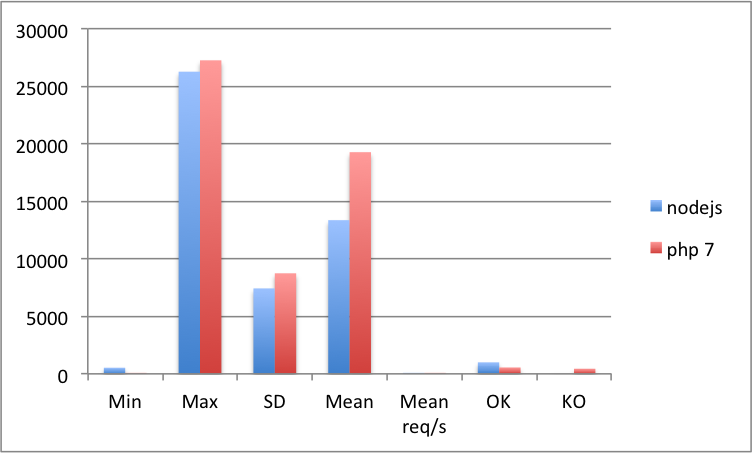 30000
25000
20000
15000
10000
5000
0
Min
Max
SD
Mean
Mean
req/s
OK
KO
nodejs
php 7